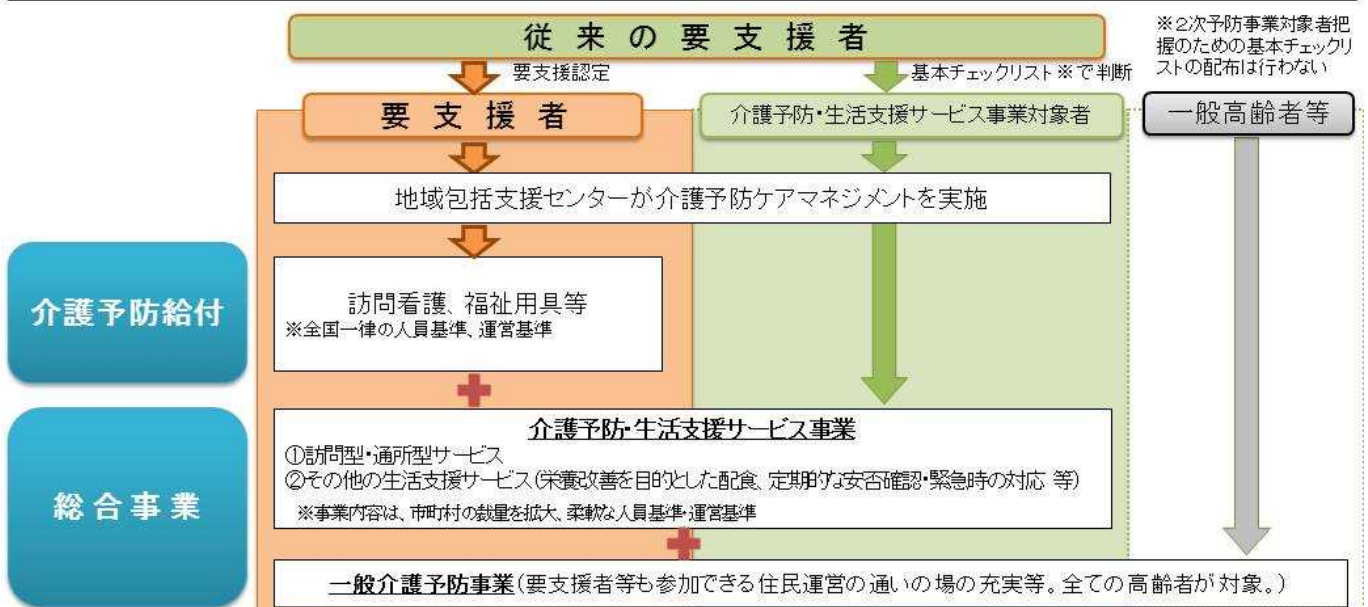 従来の要支援者
※2次予防事業対象者把
握のための基本チェックリ
ストの配布は行わない
要支援認定
基本チェックリスト※で判断
要支援者
介護予防・生活支援サービス事業対象者
一般高齢者等
地域包括支援センターが介護予防ケアマネジメントを実施
介護予防給付
訪問看護、福祉用具等
※全国一律の人員基準、運営基準
総合事業
介護予防・生活支援サービス事業
①訪問型・通所型サービス
②その他の生活支援サービス(栄養改善を目的とした配食、定期的な安否確認・緊急時の対応 等)
※事業内容は、市町村の裁量を拡大、柔軟な人員基準・運営基準
一般介護予防事業(要支援者等も参加できる住民運営の通いの場の充実等。全ての高齢者が対象。)